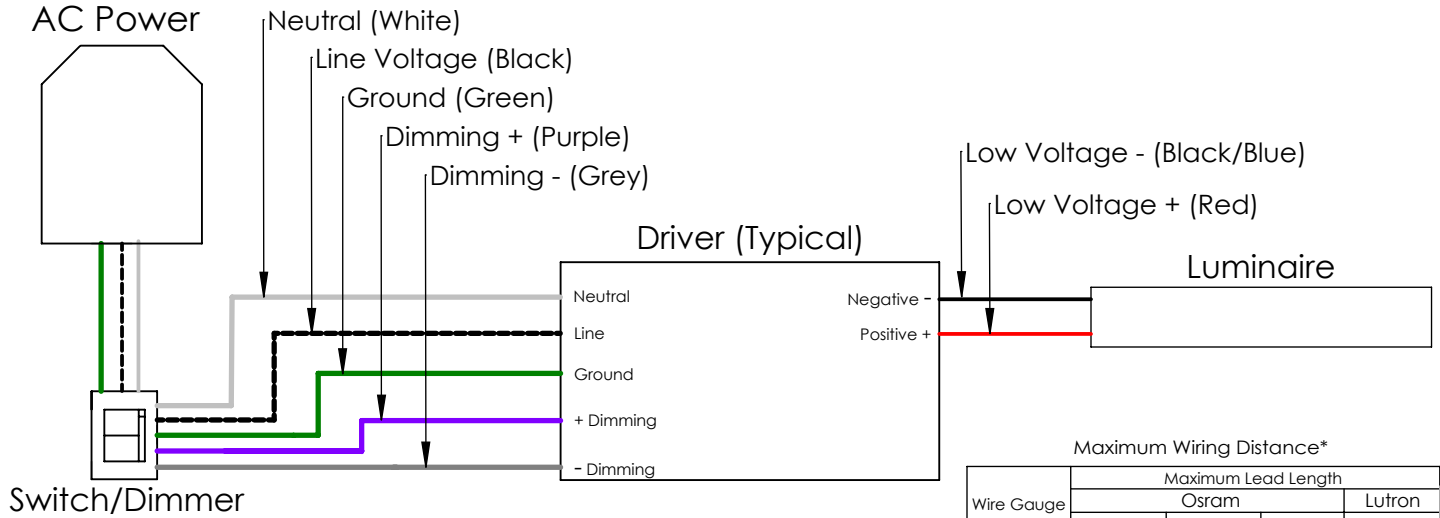 AC Power
Neutral (White)
Line Voltage (Black)
Ground (Green)
Dimming + (Purple)
Dimming - (Grey)
Low Voltage - (Black/Blue)
Low Voltage + (Red)
Driver (Typical)
Luminaire
Neutral
Negative -
Line
Positive +
Ground
+ Dimming
- Dimming
Switch/Dimmer
Maximum Wiring Distance*
Maximum Lead Length
Wire Gauge
Osram
Lutron